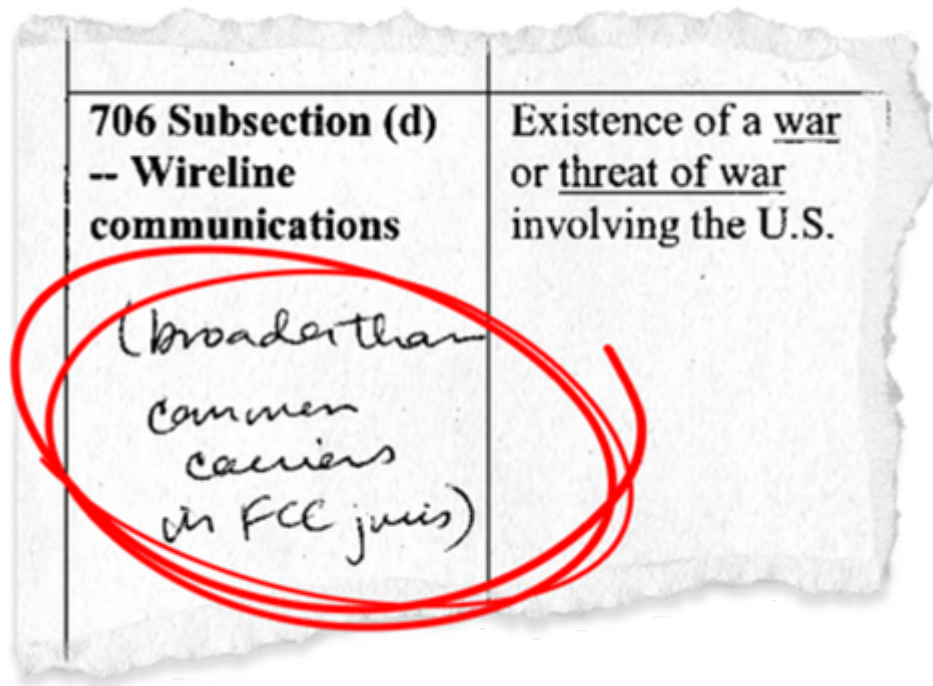 706 Subsection (d)
-- Wireline
communications
(broader than
common
carriers
in FCC juris)
Existence of a war
or threat of war
involving the U.S.